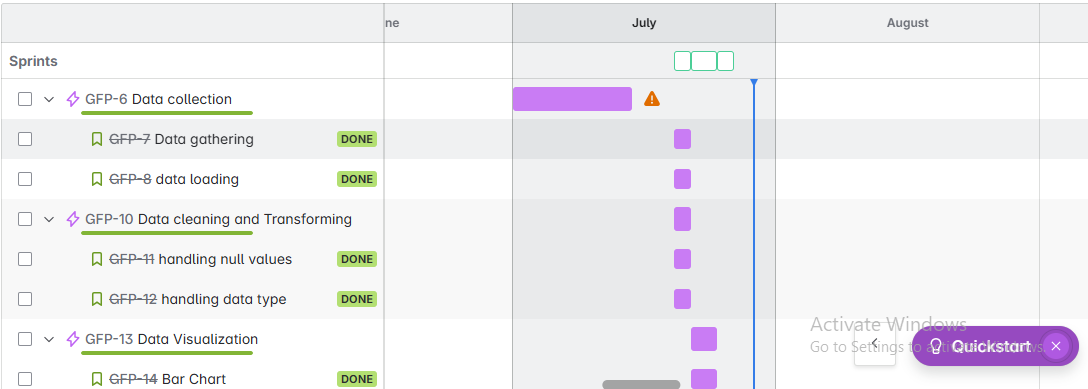 ne
July
August
Sprints
GFP-6 Data collection
GFP-7 Data gathering DONE
GFP-8 data loading DONE
GFP-10 Data cleaning and Transforming
GFP-11 handling null values DONE
GFP-12 handling data type DONE
GFP-13 Data Visualization
GFP-14 Bar Chart DONE
Activate Windows
Go to Settings to activate Windows.
Quickstart